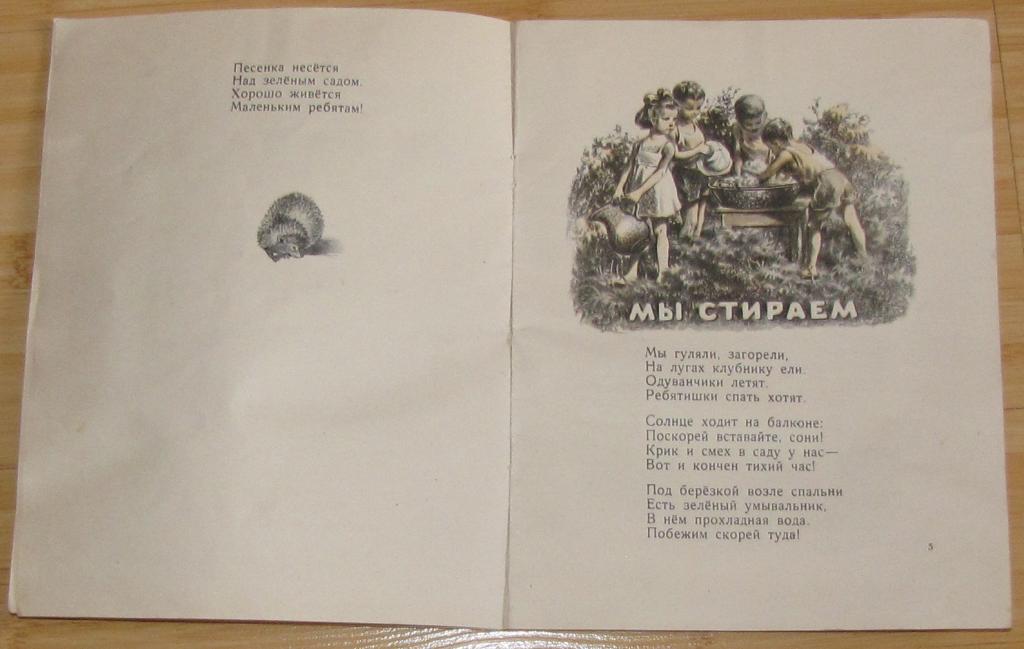 Песенка несётся
Над зелёным садом.
Хорошо живётся
Маленьким ребятам!
МЫ СТИРАЕМ
Мы гуляли, загорели,
На лугах клубнику ели.
Одуванчики летят.
Ребятишки спать хотят.
Солнце ходит на балконе:
Поскорей вставайте, сони!
Крик и смех в саду у нас—
Вот и кончен тихий час!
Под берёзкой возле спальни
Есть зелёный умывальник,
В нём прохладная вода.
Побежим скорей туда!
5